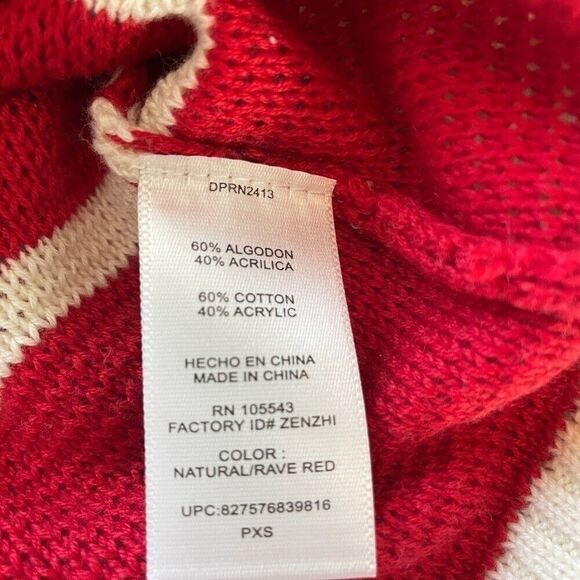 DPRN2413
60% ALGODON
40% ACRILICA
60% COTTON
40% ACRYLIC
HECHO EN CHINA
MADE IN CHINA
RN 105543
FACTORY ID# ZENZHI
COLOR :
NATURAL/RAVE RED
UPC:827576839816
PXS